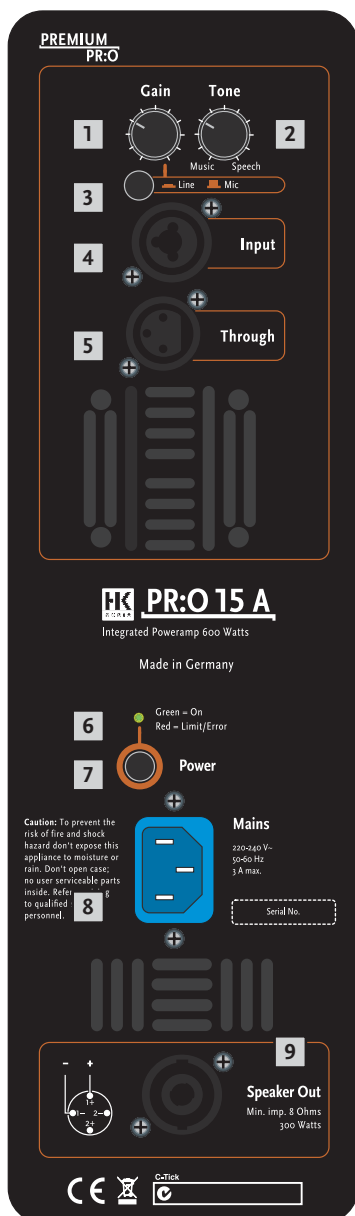 PREMIUM
PR:O
Gain Tone
1 2
Music Speech
3 Line Mic
4 Input
5 Through
HK
AUDIO
PR:O 15 A
Integrated Poweramp 600 Watts
Made in Germany
6 Green = On
Red = Limit/Error
7 Power
Caution: To prevent the
risk of fire and shock
hazard don't expose this
appliance to moisture or
rain. Don't open case;
no user serviceable parts
inside. Refer
to qualified
personnel.
8
Mains
220-240 V~
50-60 Hz
3 A max.
Serial No.
9
- +
1+
1- 2-
2+
Speaker Out
Min. imp. 8 Ohms
300 Watts
CE
C-Tick